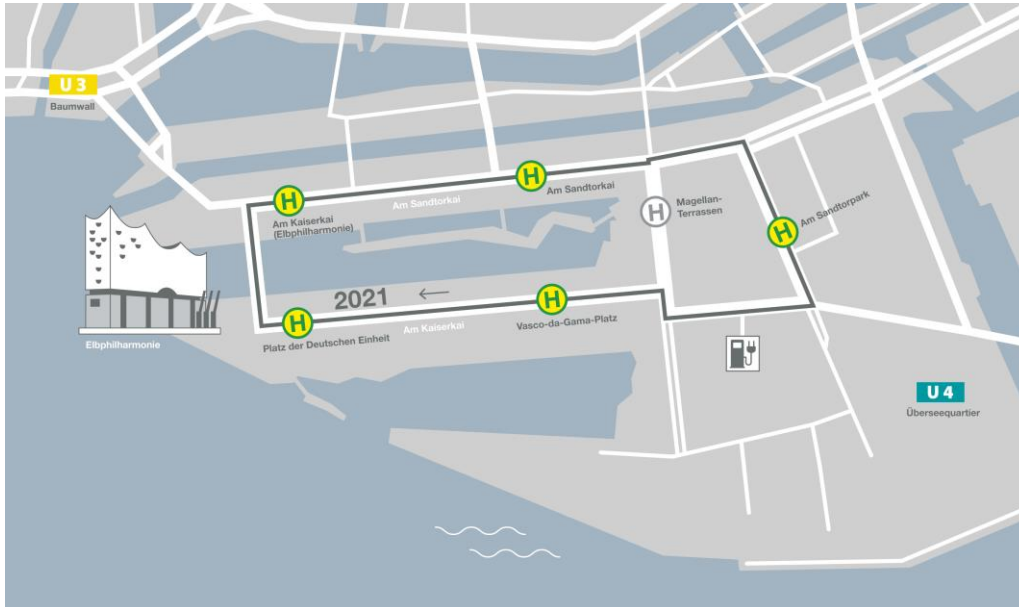 U3
Baumwall
H
Am Kaiserkai
(Elbphilharmonie)
Am Sandtorkai
H
Am Sandtorkai
H
Magellan-
Terrassen
H
Am Sandtorpark
2021 ←
H
Platz der Deutschen Einheit
Am Kaiserkai
H
Vasco-da-Gama-Platz
Elbphilharmonie
U4
Überseequartier